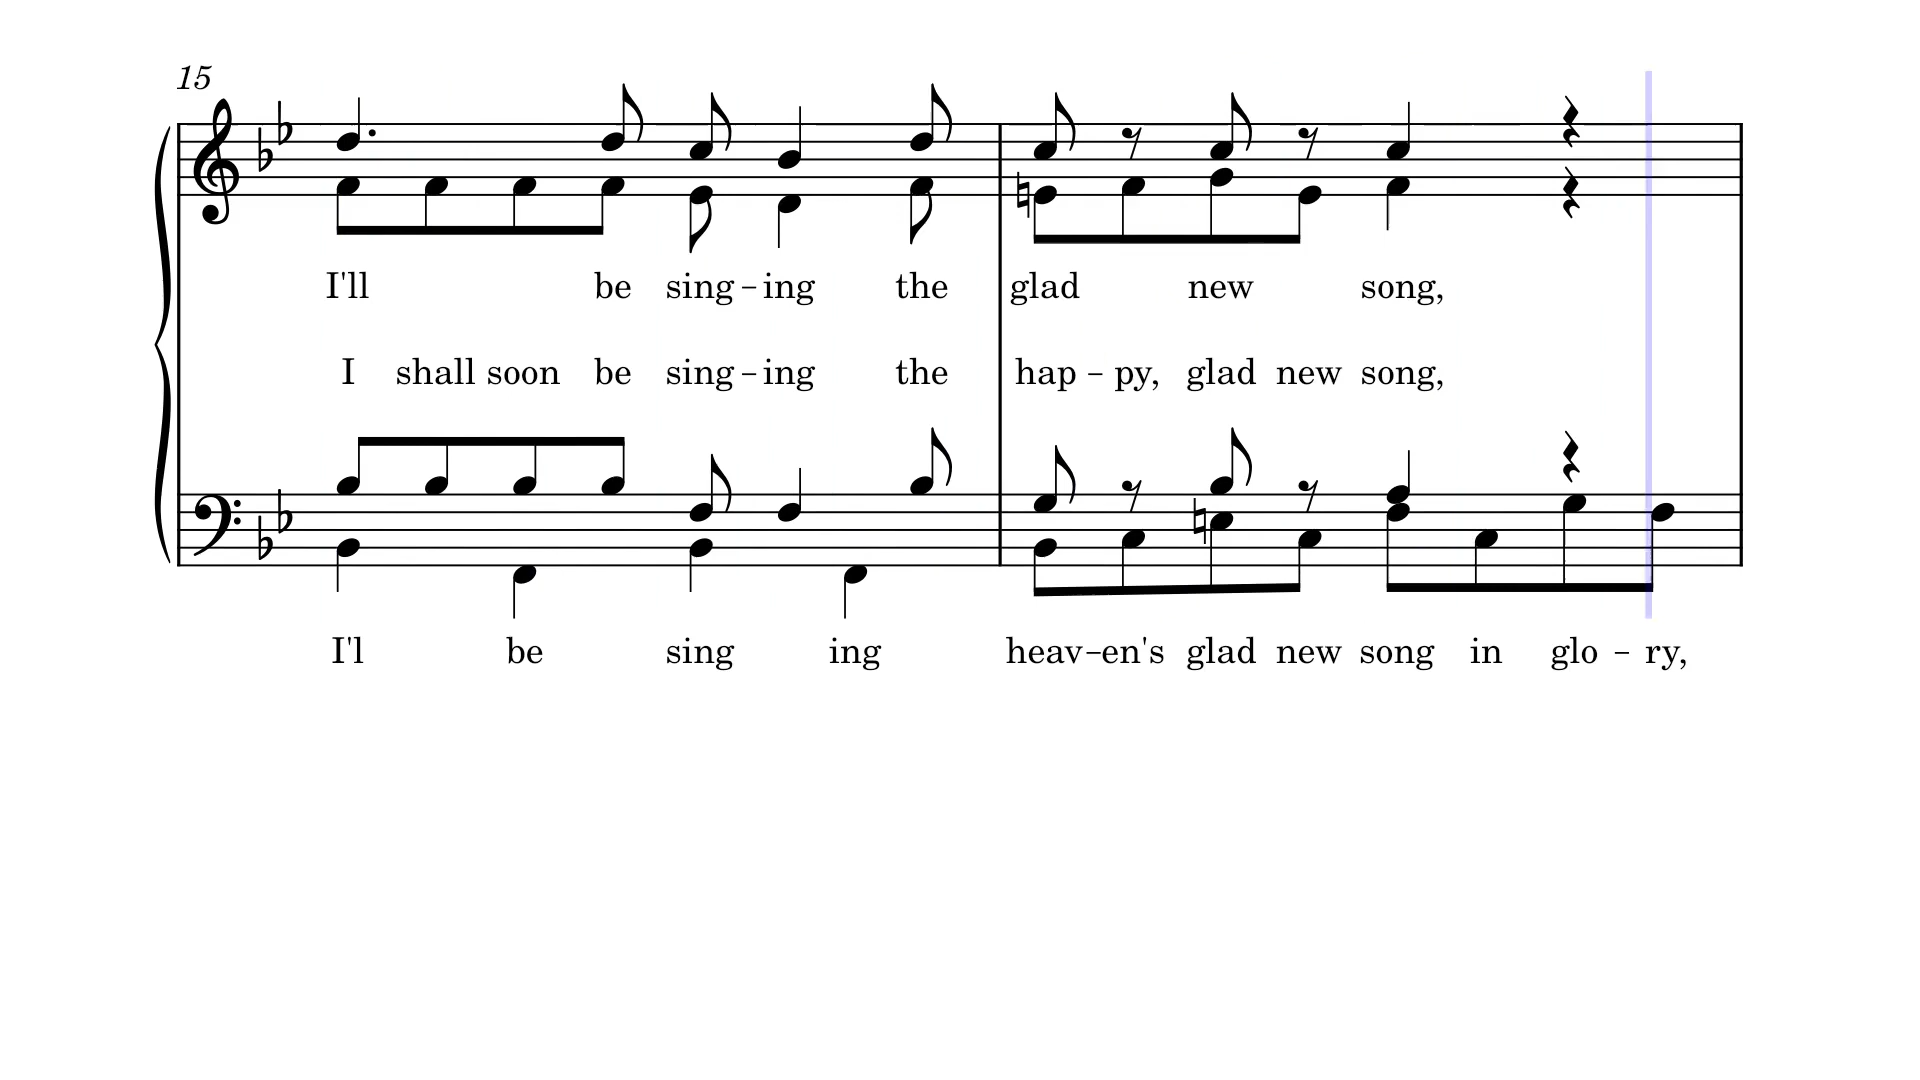 15
I'll be sing – ing the glad new song,
I shall soon be sing – ing the hap – py, glad new song,
I'l be sing ing heav–en's glad new song in glo – ry,